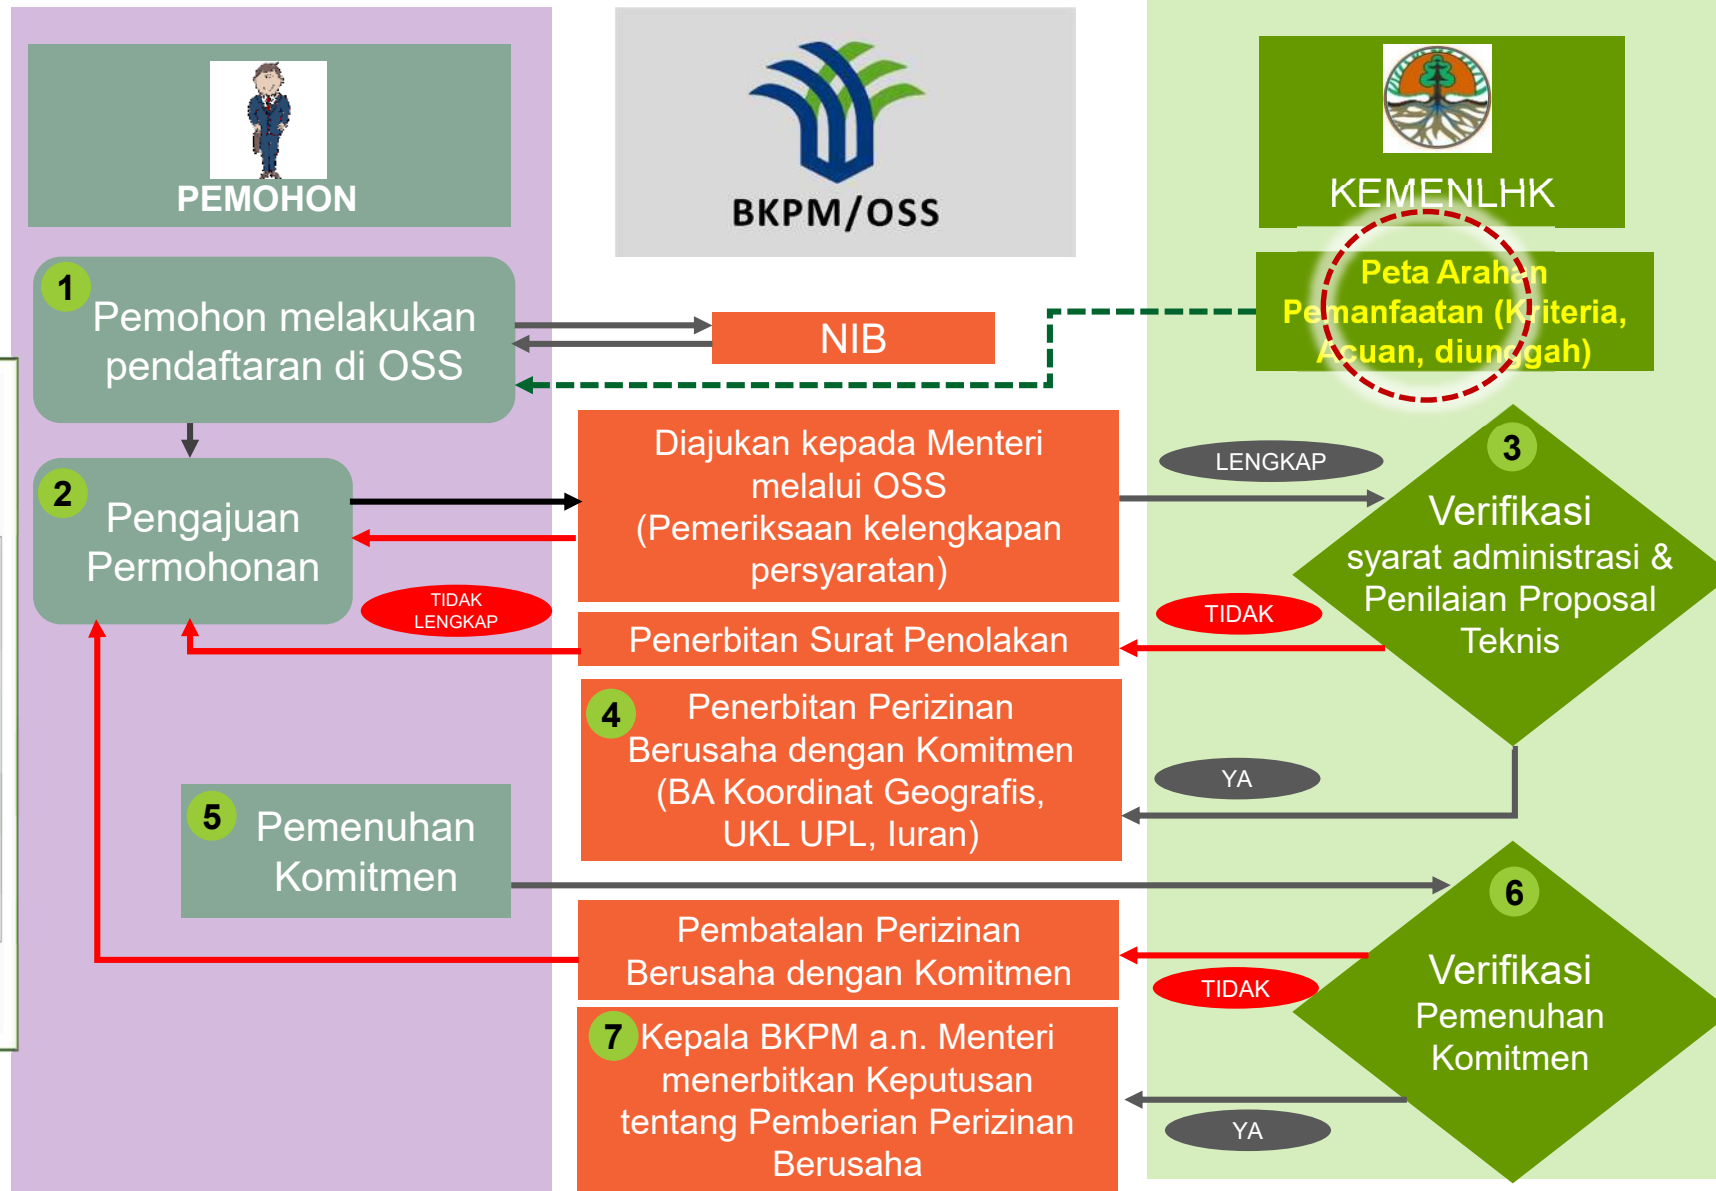 PEMOHON
BKPM/OSS
KEMENLHK
Peta Arahan
Pemanfaatan (Kriteria,
Acuan, diunggah)
1
Pemohon melakukan
pendaftaran di OSS
NIB
2
Pengajuan
Permohonan
Diajukan kepada Menteri
melalui OSS
(Pemeriksaan kelengkapan
persyaratan)
LENGKAP
3
Verifikasi
syarat administrasi &
Penilaian Proposal
Teknis
TIDAK
LENGKAP
Penerbitan Surat Penolakan
TIDAK
4
Penerbitan Perizinan
Berusaha dengan Komitmen
(BA Koordinat Geografis,
UKL UPL, Iuran)
YA
5
Pemenuhan
Komitmen
6
Verifikasi
Pemenuhan
Komitmen
Pembatalan Perizinan
Berusaha dengan Komitmen
TIDAK
7
Kepala BKPM a.n. Menteri
menerbitkan Keputusan
tentang Pemberian Perizinan
Berusaha
YA